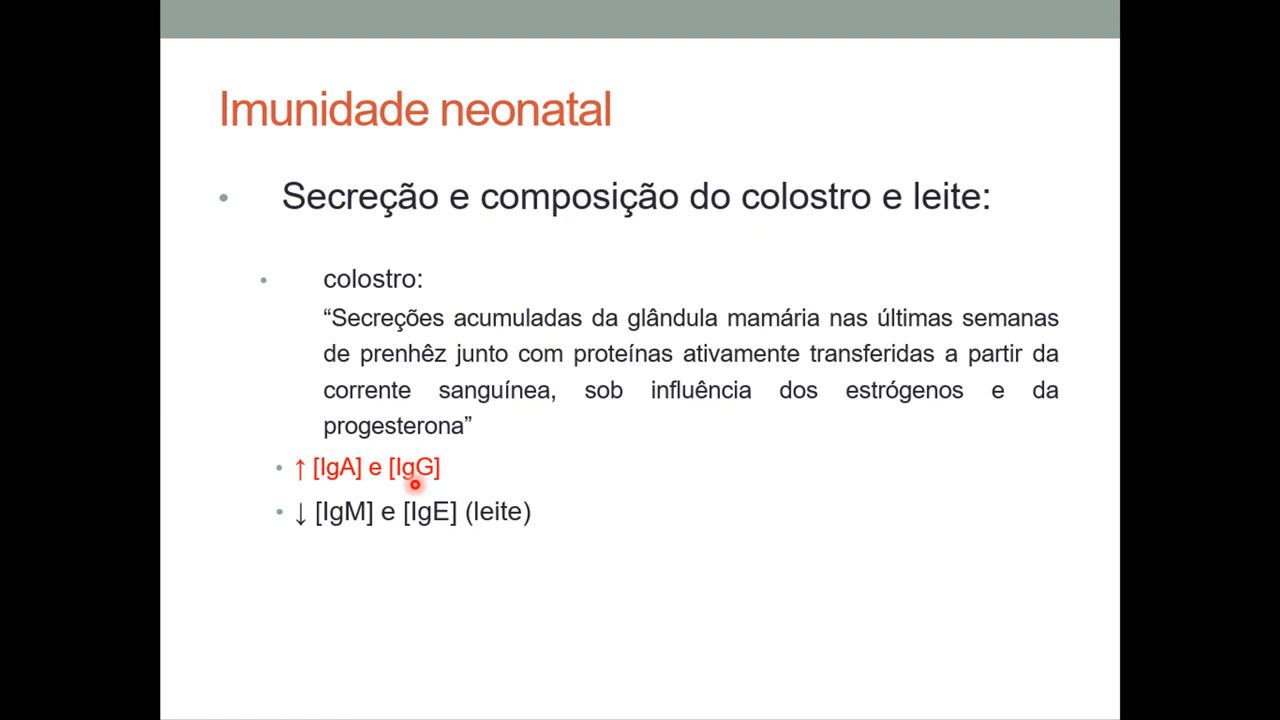 Imunidade neonatal
• Secreção e composição do colostro e leite:
• colostro:
“Secreções acumuladas da glândula mamária nas últimas semanas
de prenhêz junto com proteínas ativamente transferidas a partir da
corrente sanguínea, sob influência dos estrógenos e da
progesterona”
• ↑ [IgA] e [IgG]
• ↓ [IgM] e [IgE] (leite)